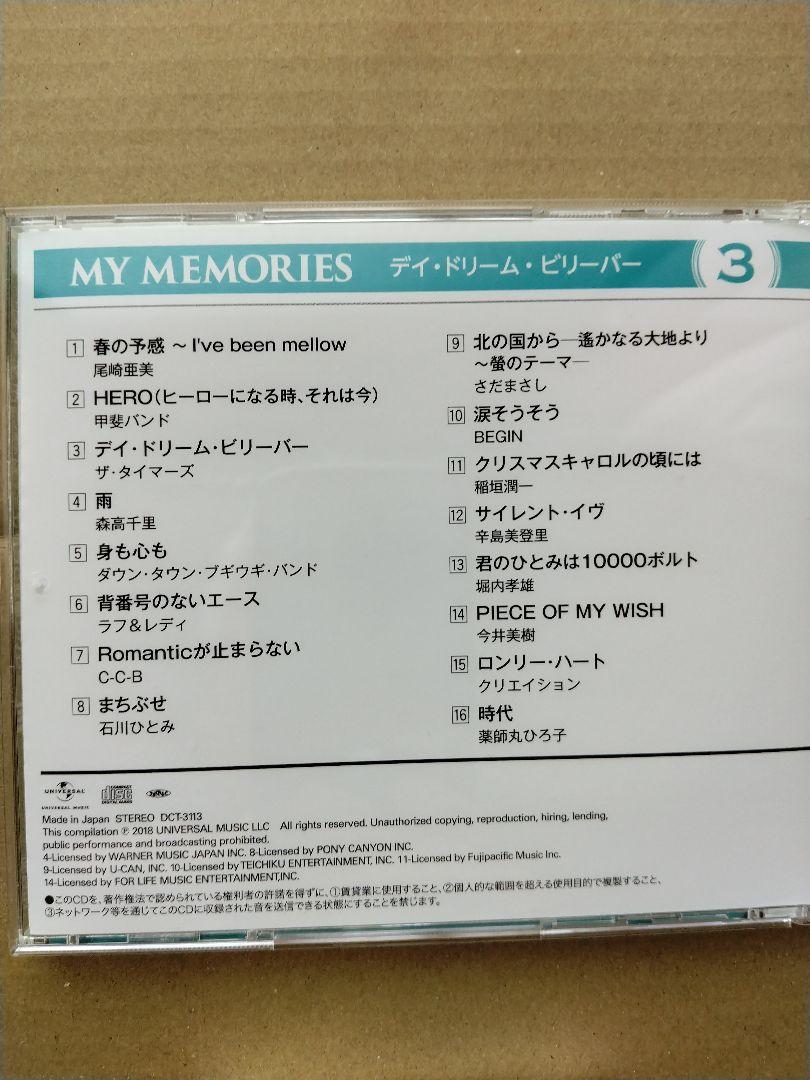 MY MEMORIES デイ・ドリーム・ビリーバー 3
1 春の予感 ～ I've been mellow
尾崎亜美
2 HERO(ヒーローになる時、それは今)
甲斐バンド
3 デイ・ドリーム・ビリーバー
ザ・タイマーズ
4 雨
森高千里
5 身も心も
ダウン・タウン・ブギウギ・バンド
6 背番号のないエース
ラフ&レディ
7 Romanticが止まらない
C-C-B
8 まちぶせ
石川ひとみ
9 北の国から―遙かなる大地より
～螢のテーマ―
さだまさし
10 涙そうそう
BEGIN
11 クリスマスキャロルの頃には
稲垣潤一
12 サイレント・イヴ
辛島美登里
13 君のひとみは10000ボルト
堀内孝雄
14 PIECE OF MY WISH
今井美樹
15 ロンリー・ハート
クリエイション
16 時代
薬師丸ひろ子
UNIVERSAL
UNIVERSAL MUSIC
COMPACT
disc
DIGITAL AUDIO
Made in Japan STEREO DCT-3113
This compilation ℗ 2018 UNIVERSAL MUSIC LLC All rights reserved. Unauthorized copying, reproduction, hiring, lending,
public performance and broadcasting prohibited.
4-Licensed by WARNER MUSIC JAPAN INC. 8-Licensed by PONY CANYON INC.
9-Licensed by U-CAN, INC. 10-Licensed by TEICHIKU ENTERTAINMENT, INC. 11-Licensed by Fujipacific Music Inc.
14-Licensed by FOR LIFE MUSIC ENTERTAINMENT,INC.
●このCDを、著作権法で認められている権利者の許諾を得ずに、①賃貸業に使用すること、②個人的な範囲を超える使用目的で複製すること、
③ネットワーク等を通じてこのCDに収録された音を送信できる状態にすることを禁じます。